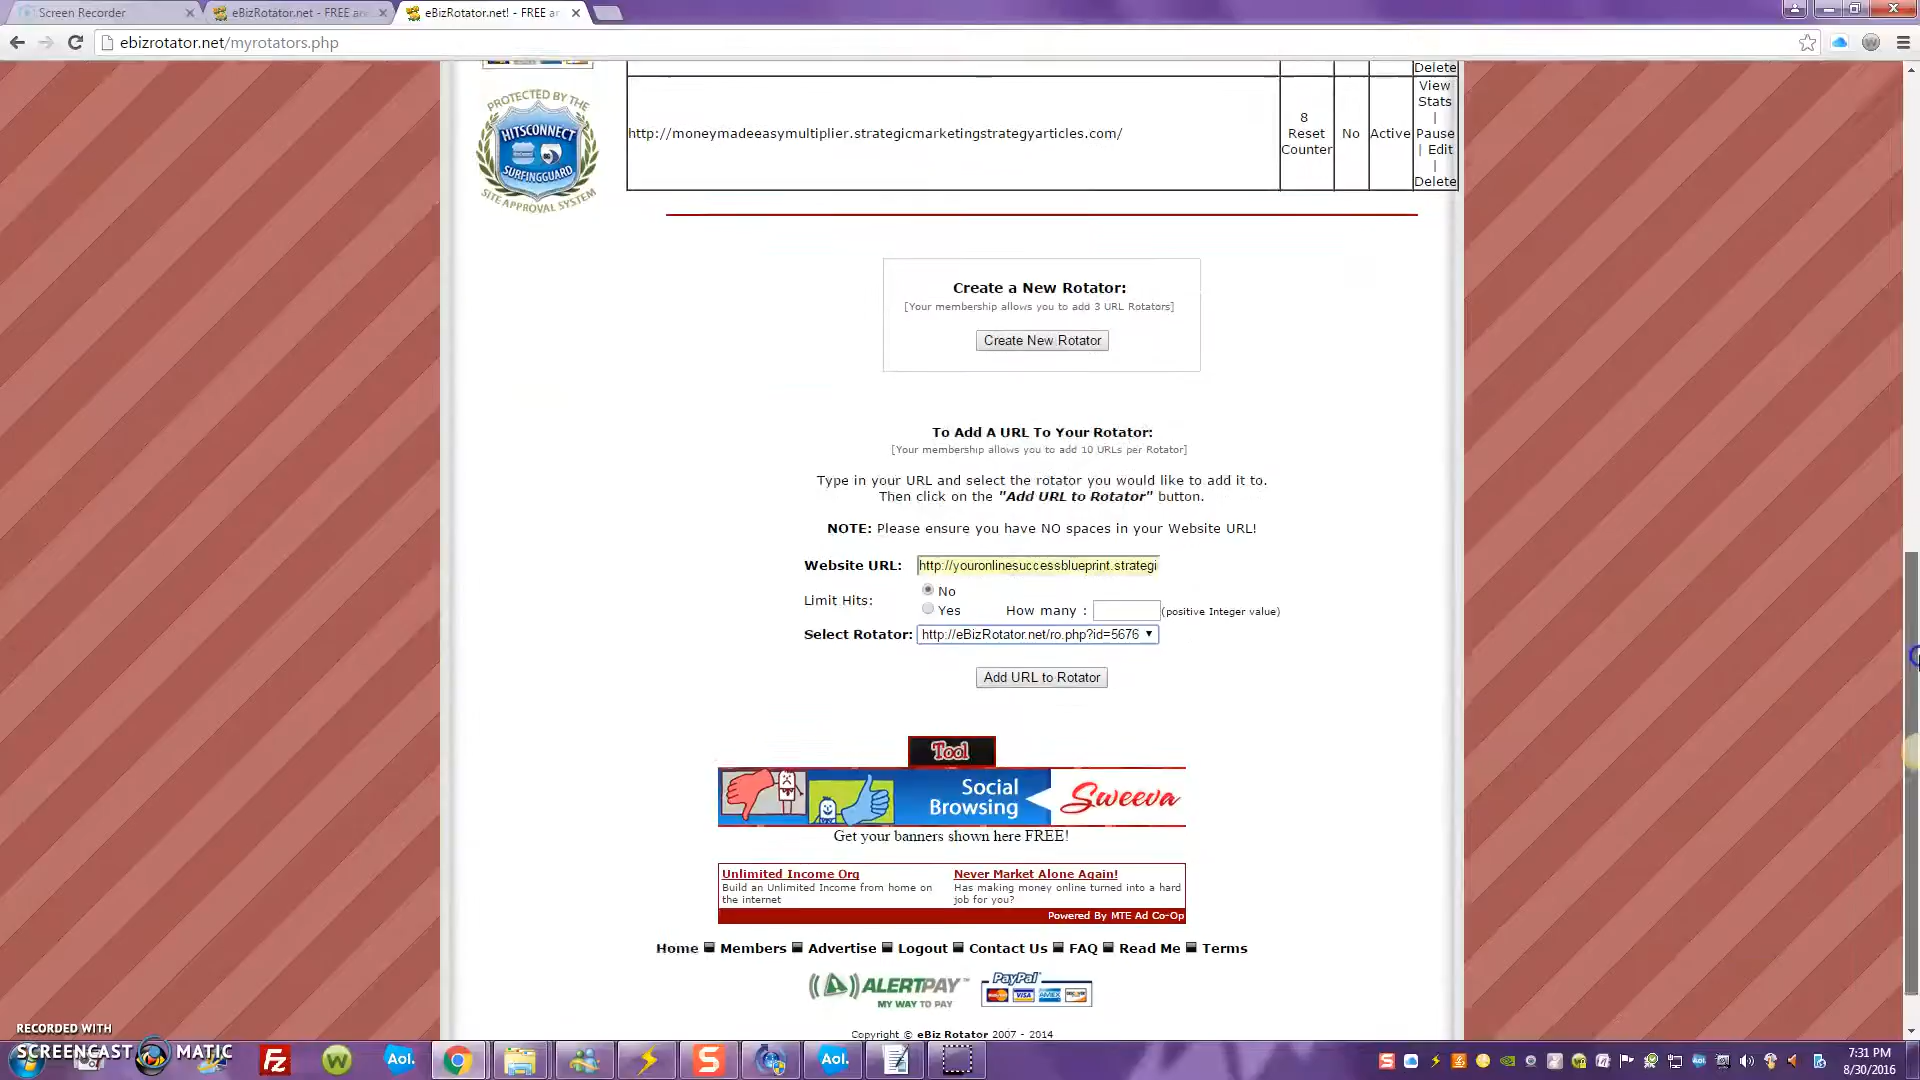 Screen Recorder
eBizRotator.net - FREE an
eBizRotator.net! - FREE an
ebizrotator.net/myrotators.php
Delete
PROTECTED BY THE
HITSCONNECT
SURFINGGUARD
SITE APPROVAL SYSTEM
http://moneymadeeasymultiplier.strategicmarketingstrategyarticles.com/
8
Reset
Counter
No
Active
View
Stats
|
Pause
| Edit
|
Delete
Create a New Rotator:
[Your membership allows you to add 3 URL Rotators]
Create New Rotator
To Add A URL To Your Rotator:
[Your membership allows you to add 10 URLs per Rotator]
Type in your URL and select the rotator you would like to add it to.
Then click on the "Add URL to Rotator" button.
NOTE: Please ensure you have NO spaces in your Website URL!
Website URL: http://youronlinesuccessblueprint.strategi
Limit Hits: No
Yes How many : (positive Integer value)
Select Rotator: http://eBizRotator.net/ro.php?id=5676
Add URL to Rotator
Tool
Social
Browsing
Sweeva
Get your banners shown here FREE!
Unlimited Income Org
Build an Unlimited Income from home on
the internet
Never Market Alone Again!
Has making money online turned into a hard
job for you?
Powered By MTE Ad Co-Op
Home Members Advertise Logout Contact Us FAQ Read Me Terms
ALERTPAY™
MY WAY TO PAY
PayPal
Copyright © eBiz Rotator 2007 - 2014
RECORDED WITH
SCREENCAST MATIC
Aol.
Aol.
7:31 PM
8/30/2016